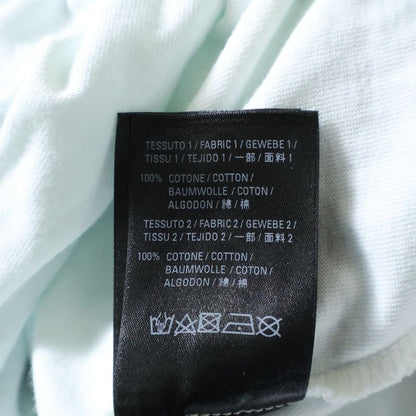 TESSUTO 1 / FABRIC 1 / GEWEBE 1 /
TISSU 1 / TEJIDO 1 / 一部 / 面料 1
100% COTONE / COTTON /
BAUMWOLLE / COTON /
ALGODON / 綿 / 棉
TESSUTO 2 / FABRIC 2 / GEWEBE 2 /
TISSU 2 / TEJIDO 2 / 一部 / 面料 2
100% COTONE / COTTON /
BAUMWOLLE / COTON /
ALGODON / 綿 / 棉